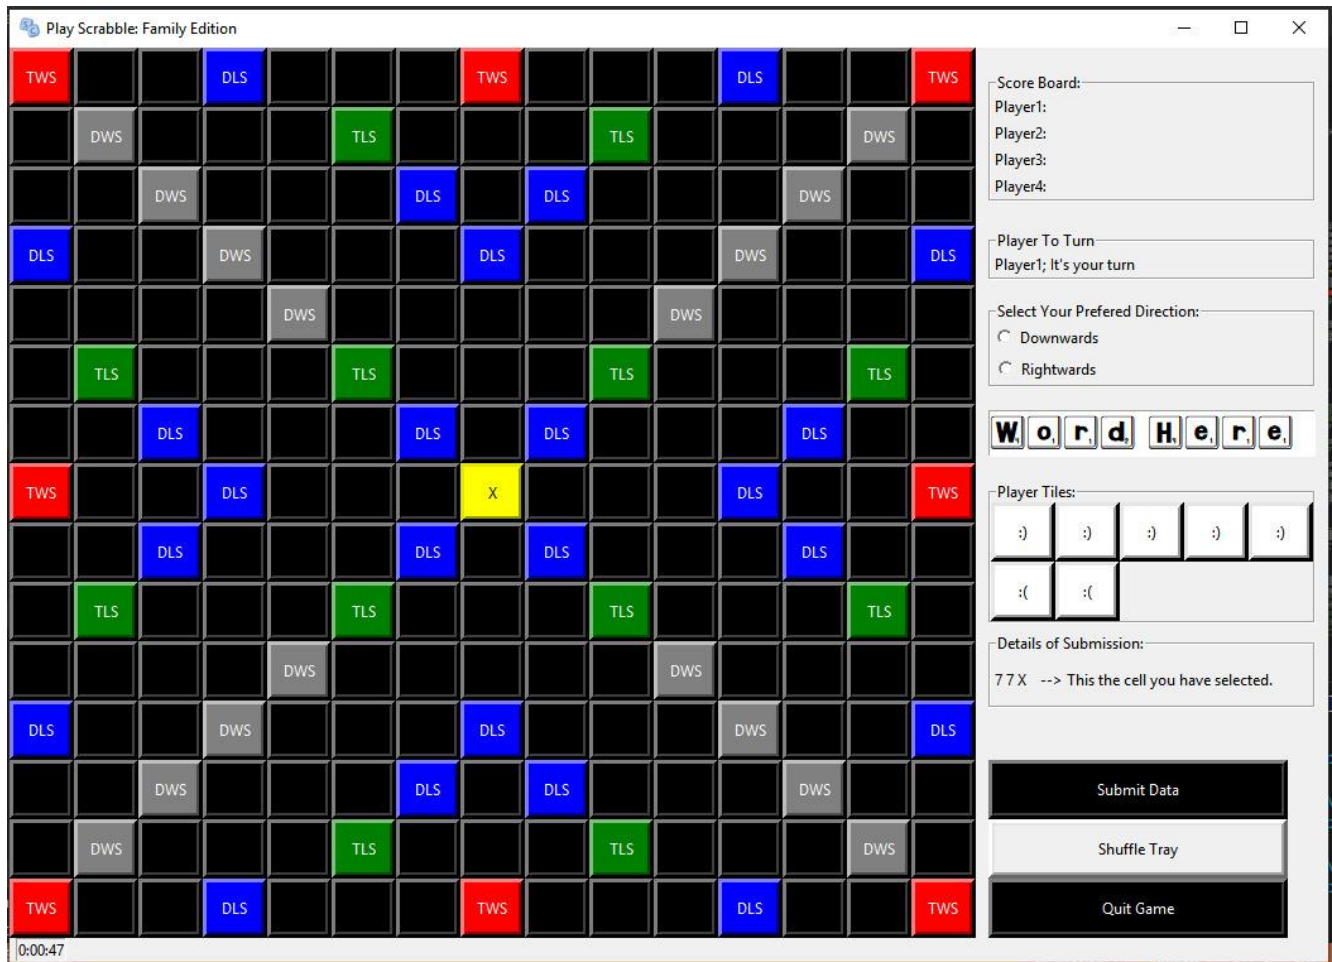 Play Scrabble: Family Edition
TWS DLS TWS DLS TWS
DWS TLS TLS DWS
DWS DLS DLS DWS
DLS DWS DLS DWS DLS
DWS DWS
TLS TLS TLS TLS
DLS DLS DLS DLS
TWS DLS X DLS TWS
DLS DLS DLS DLS
TLS TLS TLS TLS
DWS DWS
DLS DWS DLS DWS DLS
DWS DLS DLS DWS
DWS TLS TLS DWS
TWS DLS TWS DLS TWS
0:00:47
Score Board:
Player1:
Player2:
Player3:
Player4:
Player To Turn
Player1; It's your turn
Select Your Prefered Direction:
Downwards
Rightwards
Word Here
Player Tiles:
:) :) :) :) :)
:( :(
Details of Submission:
7 7 X --> This the cell you have selected.
Submit Data
Shuffle Tray
Quit Game